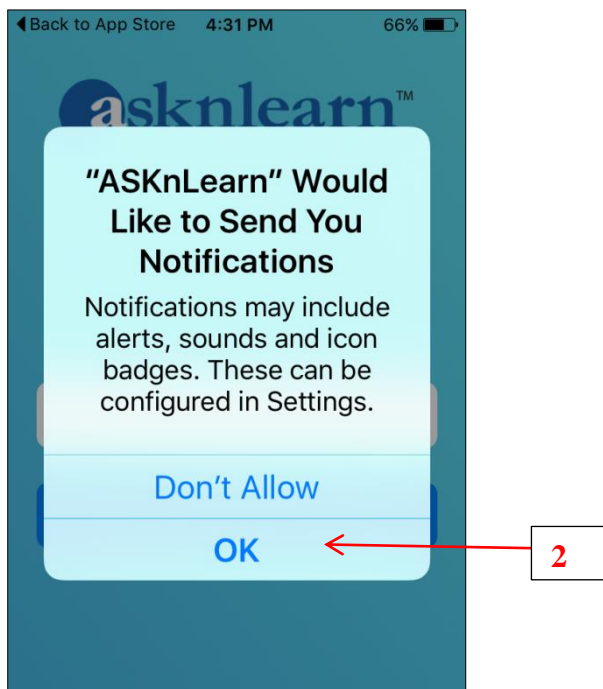 Back to App Store 4:31 PM 66%
asknlearn™
“ASKnLearn” Would
Like to Send You
Notifications
Notifications may include
alerts, sounds and icon
badges. These can be
configured in Settings.
Don’t Allow
OK
2